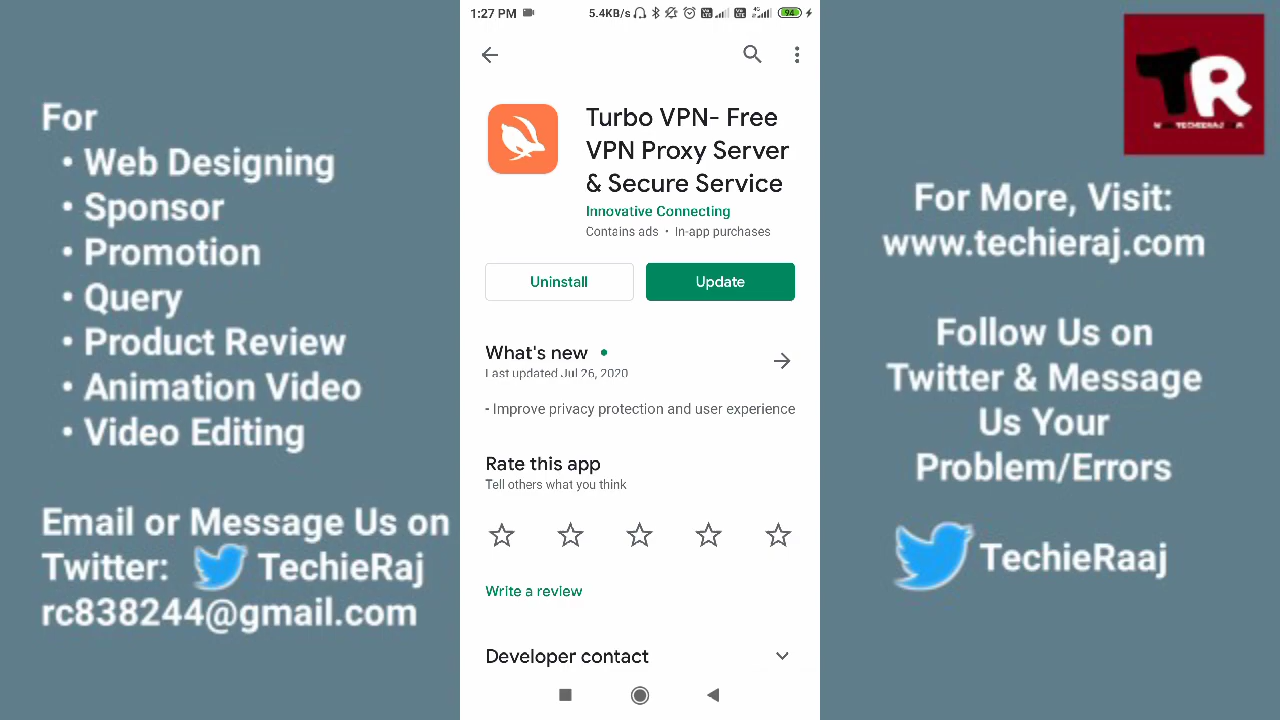 For
• Web Designing
• Sponsor
• Promotion
• Query
• Product Review
• Animation Video
• Video Editing
Email or Message Us on
Twitter: TechieRaj
rc838244@gmail.com
1:27 PM 5.4KB/s 4G 94
Turbo VPN- Free
VPN Proxy Server
& Secure Service
Innovative Connecting
Contains ads • In-app purchases
Uninstall Update
What's new •
Last updated Jul 26, 2020
- Improve privacy protection and user experience
Rate this app
Tell others what you think
Write a review
Developer contact
TR
For More, Visit:
www.techieraj.com
Follow Us on
Twitter & Message
Us Your
Problem/Errors
TechieRaaj